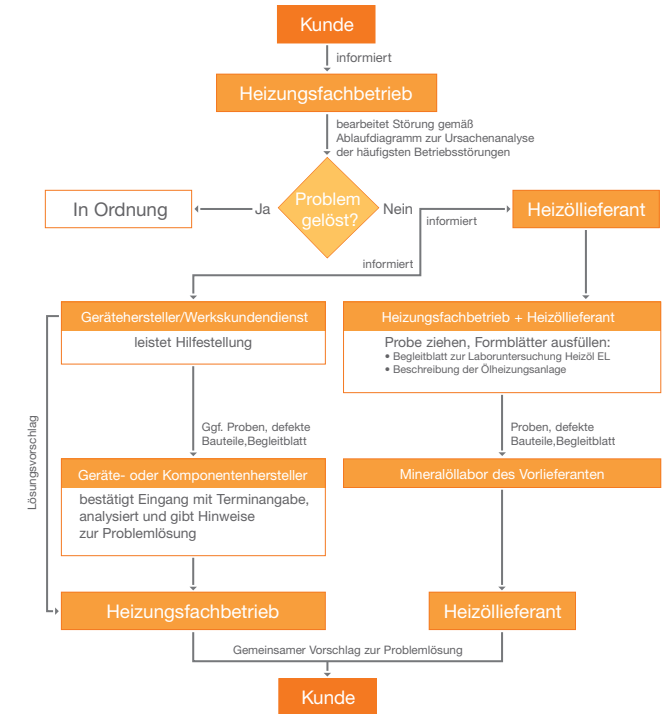 Kunde
informiert
Heizungsfachbetrieb
bearbeitet Störung gemäß
Ablaufdiagramm zur Ursachenanalyse
der häufigsten Betriebsstörungen
Problem
gelöst?
Ja
In Ordnung
Nein
informiert
Heizöllieferant
informiert
Gerätehersteller/Werkskundendienst
leistet Hilfestellung
Heizungsfachbetrieb + Heizöllieferant
Probe ziehen, Formblätter ausfüllen:
• Begleitblatt zur Laboruntersuchung Heizöl EL
• Beschreibung der Ölheizungsanlage
Lösungsvorschlag
Ggf. Proben, defekte
Bauteile,Begleitblatt
Proben, defekte
Bauteile,Begleitblatt
Geräte- oder Komponentenhersteller
bestätigt Eingang mit Terminangabe,
analysiert und gibt Hinweise
zur Problemlösung
Mineralöllabor des Vorlieferanten
Heizungsfachbetrieb
Heizöllieferant
Gemeinsamer Vorschlag zur Problemlösung
Kunde